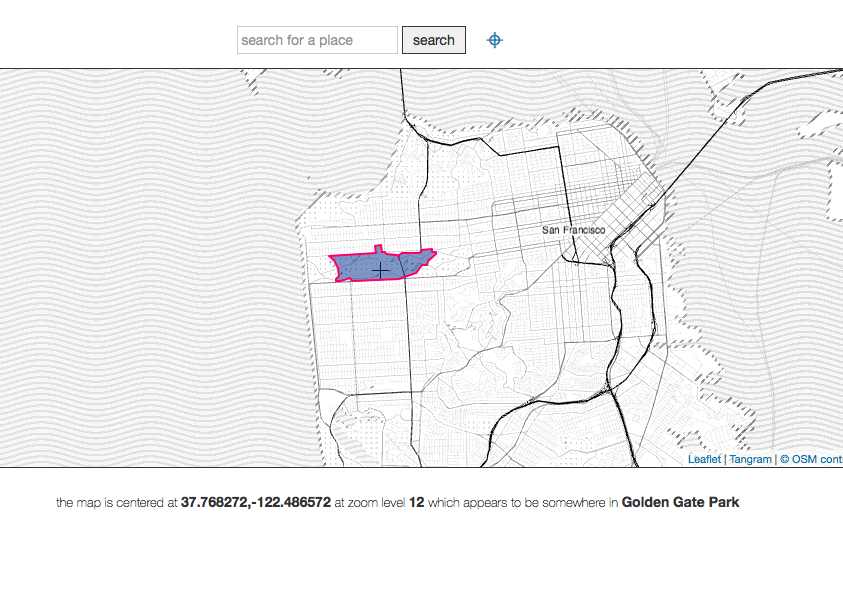 search for a place search
San Francisco
Leaflet | Tangram | © OSM cont
the map is centered at 37.768272,-122.486572 at zoom level 12 which appears to be somewhere in Golden Gate Park